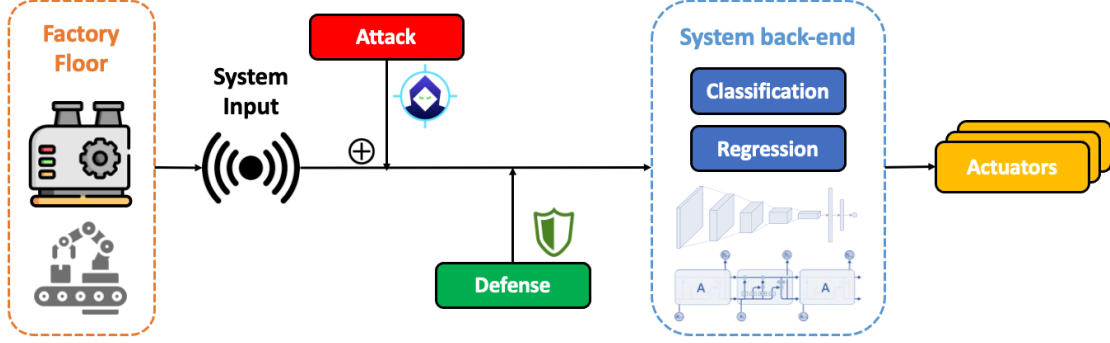 Factory
Floor
System
Input
Attack
Defense
System back-end
Classification
Regression
A
A
Actuators